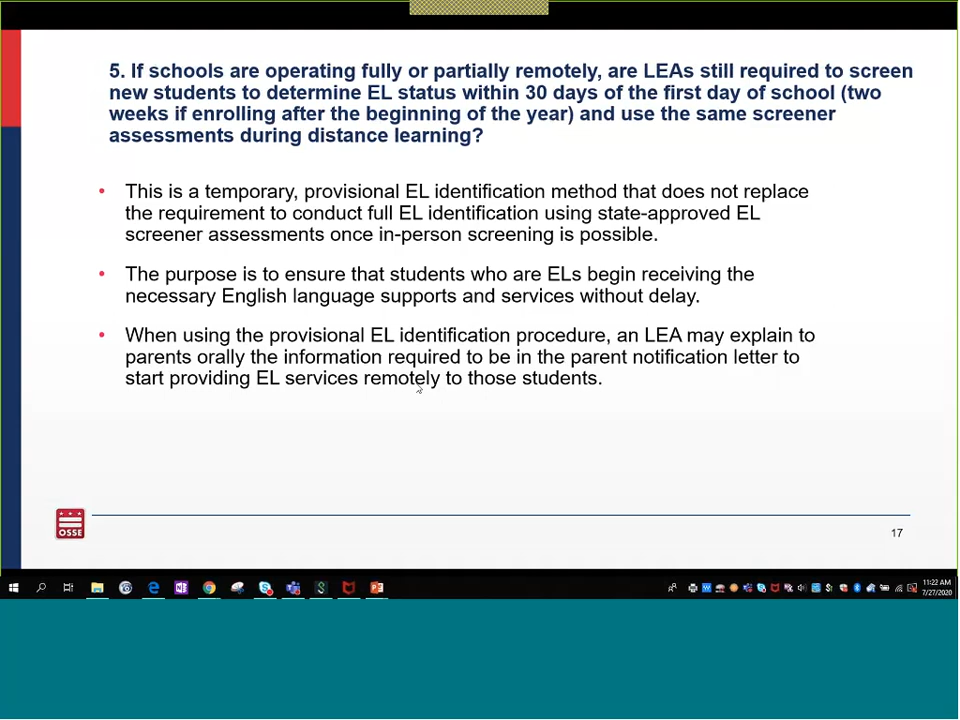 5. If schools are operating fully or partially remotely, are LEAs still required to screen
new students to determine EL status within 30 days of the first day of school (two
weeks if enrolling after the beginning of the year) and use the same screener
assessments during distance learning?
• This is a temporary, provisional EL identification method that does not replace
the requirement to conduct full EL identification using state-approved EL
screener assessments once in-person screening is possible.
• The purpose is to ensure that students who are ELs begin receiving the
necessary English language supports and services without delay.
• When using the provisional EL identification procedure, an LEA may explain to
parents orally the information required to be in the parent notification letter to
start providing EL services remotely to those students.
OSSE
17
11:22 AM
7/27/2020